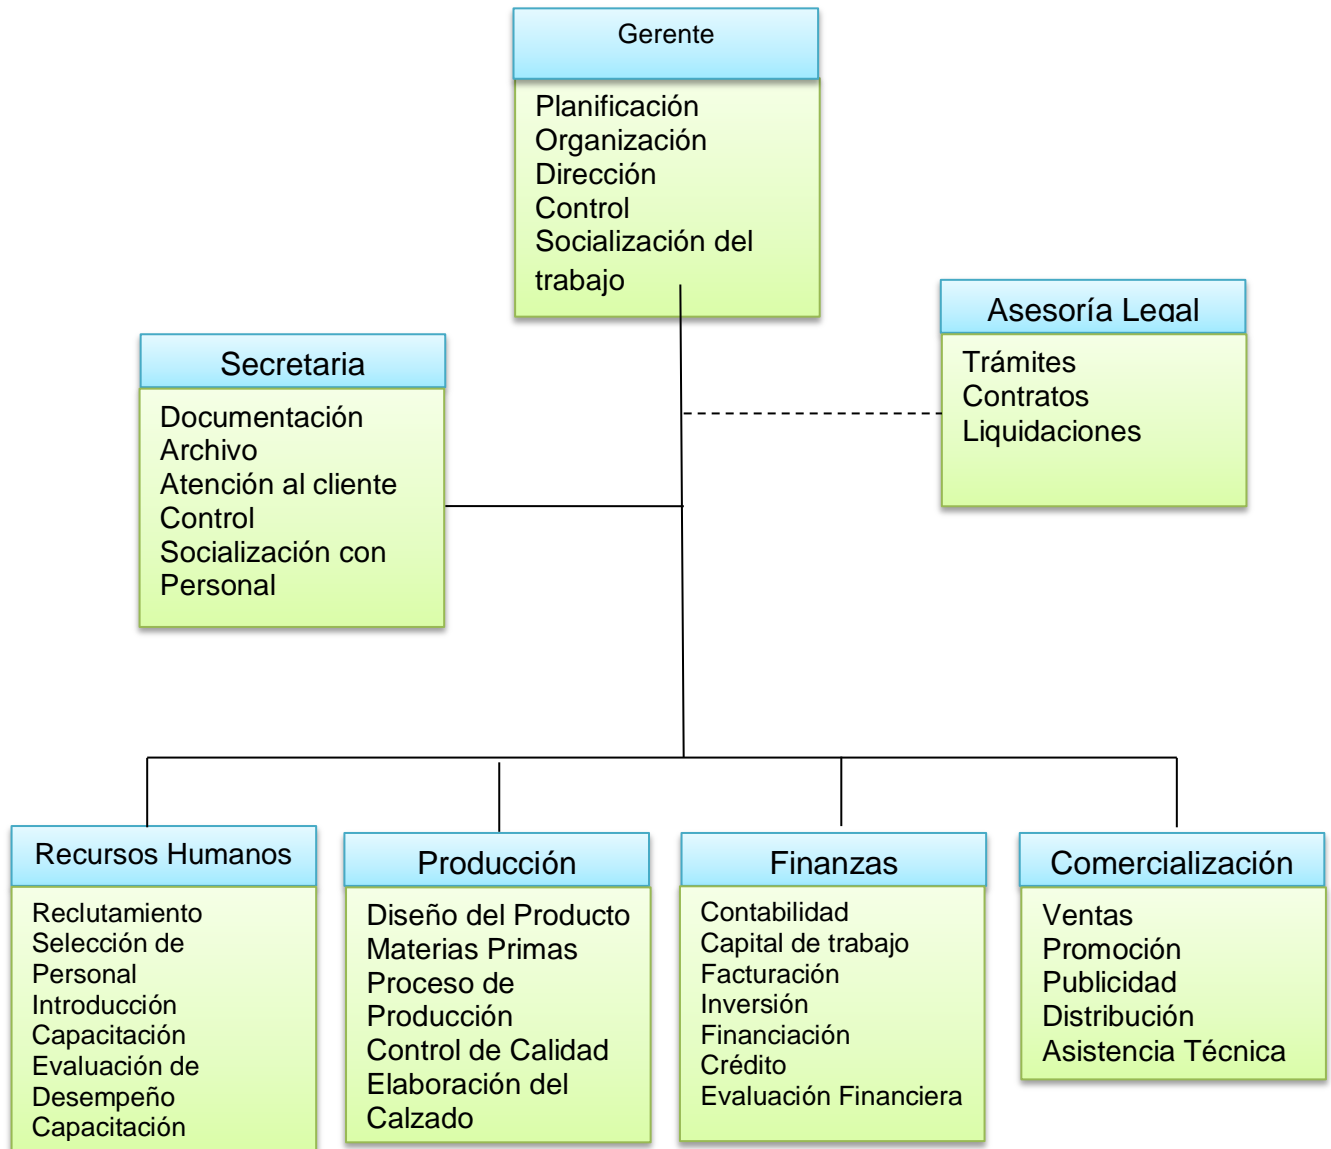 Gerente
Planificación
Organización
Dirección
Control
Socialización del
trabajo
Asesoría Legal
Trámites
Contratos
Liquidaciones
Secretaria
Documentación
Archivo
Atención al cliente
Control
Socialización con
Personal
Recursos Humanos
Reclutamiento
Selección de
Personal
Introducción
Capacitación
Evaluación de
Desempeño
Capacitación
Producción
Diseño del Producto
Materias Primas
Proceso de
Producción
Control de Calidad
Elaboración del
Calzado
Finanzas
Contabilidad
Capital de trabajo
Facturación
Inversión
Financiación
Crédito
Evaluación Financiera
Comercialización
Ventas
Promoción
Publicidad
Distribución
Asistencia Técnica